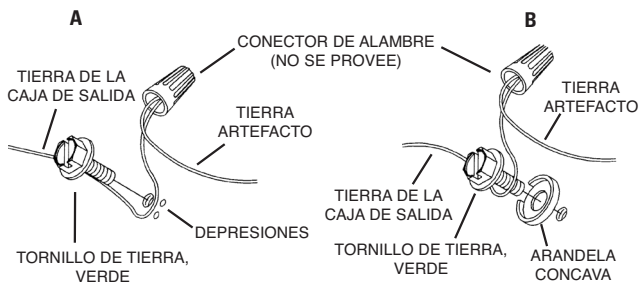 A
B
CONECTOR DE ALAMBRE
(NO SE PROVEE)
TIERRA DE LA
CAJA DE SALIDA
TIERRA
ARTEFACTO
TIERRA
ARTEFACTO
DEPRESIONES
TIERRA DE LA
CAJA DE SALIDA
TORNILLO DE TIERRA,
VERDE
TORNILLO DE TIERRA,
VERDE
ARANDELA
CONCAVA